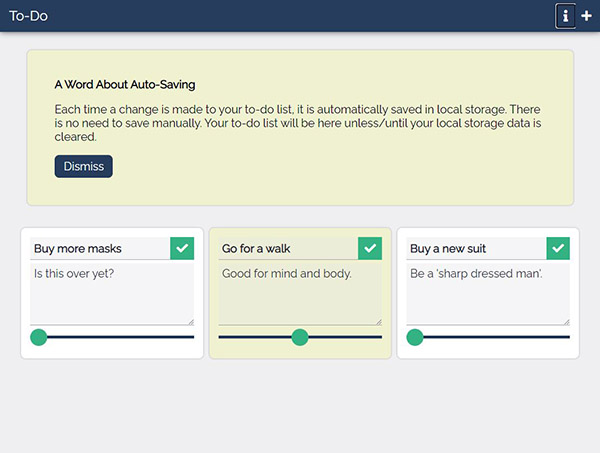 To-Do
A Word About Auto-Saving
Each time a change is made to your to-do list, it is automatically saved in local storage. There
is no need to save manually. Your to-do list will be here unless/until your local storage data is
cleared.
Dismiss
Buy more masks
Is this over yet?
Go for a walk
Good for mind and body.
Buy a new suit
Be a 'sharp dressed man'.